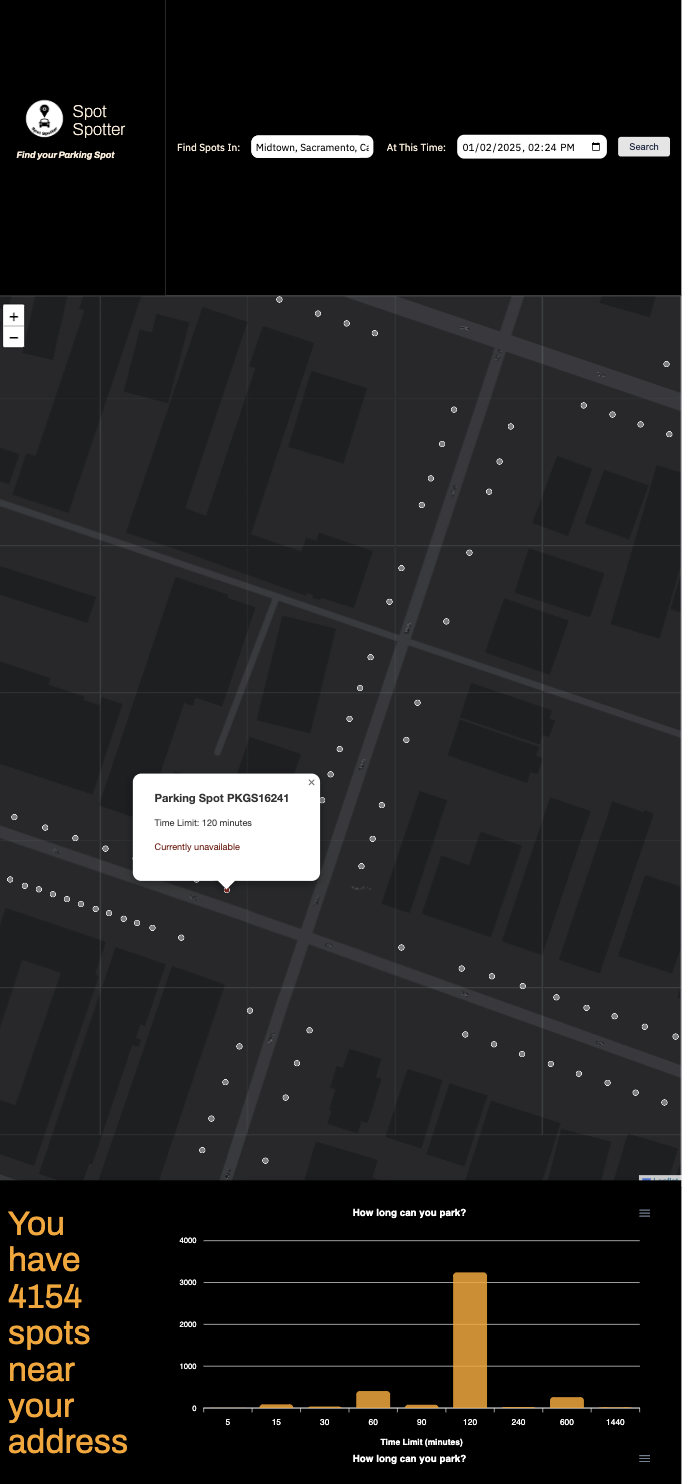 Spot
Spotter
Find your Parking Spot
Find Spots In:
Midtown, Sacramento, Ca
At This Time:
01/02/2025, 02:24 PM
Search
+
−
×
Parking Spot PKGS16241
Time Limit: 120 minutes
Currently unavailable
You
have
4154
spots
near
your
address
How long can you park?
4000
3000
2000
1000
0
5 15 30 60 90 120 240 600 1440
Time Limit (minutes)
How long can you park?